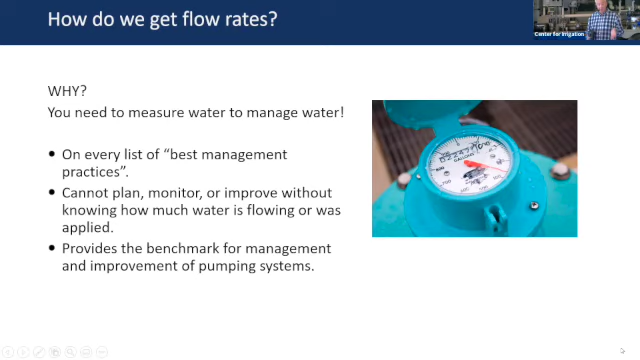 How do we get flow rates?
Center for Irrigation
WHY?
You need to measure water to manage water!
• On every list of “best management
practices”.
• Cannot plan, monitor, or improve without
knowing how much water is flowing or was
applied.
• Provides the benchmark for management
and improvement of pumping systems.